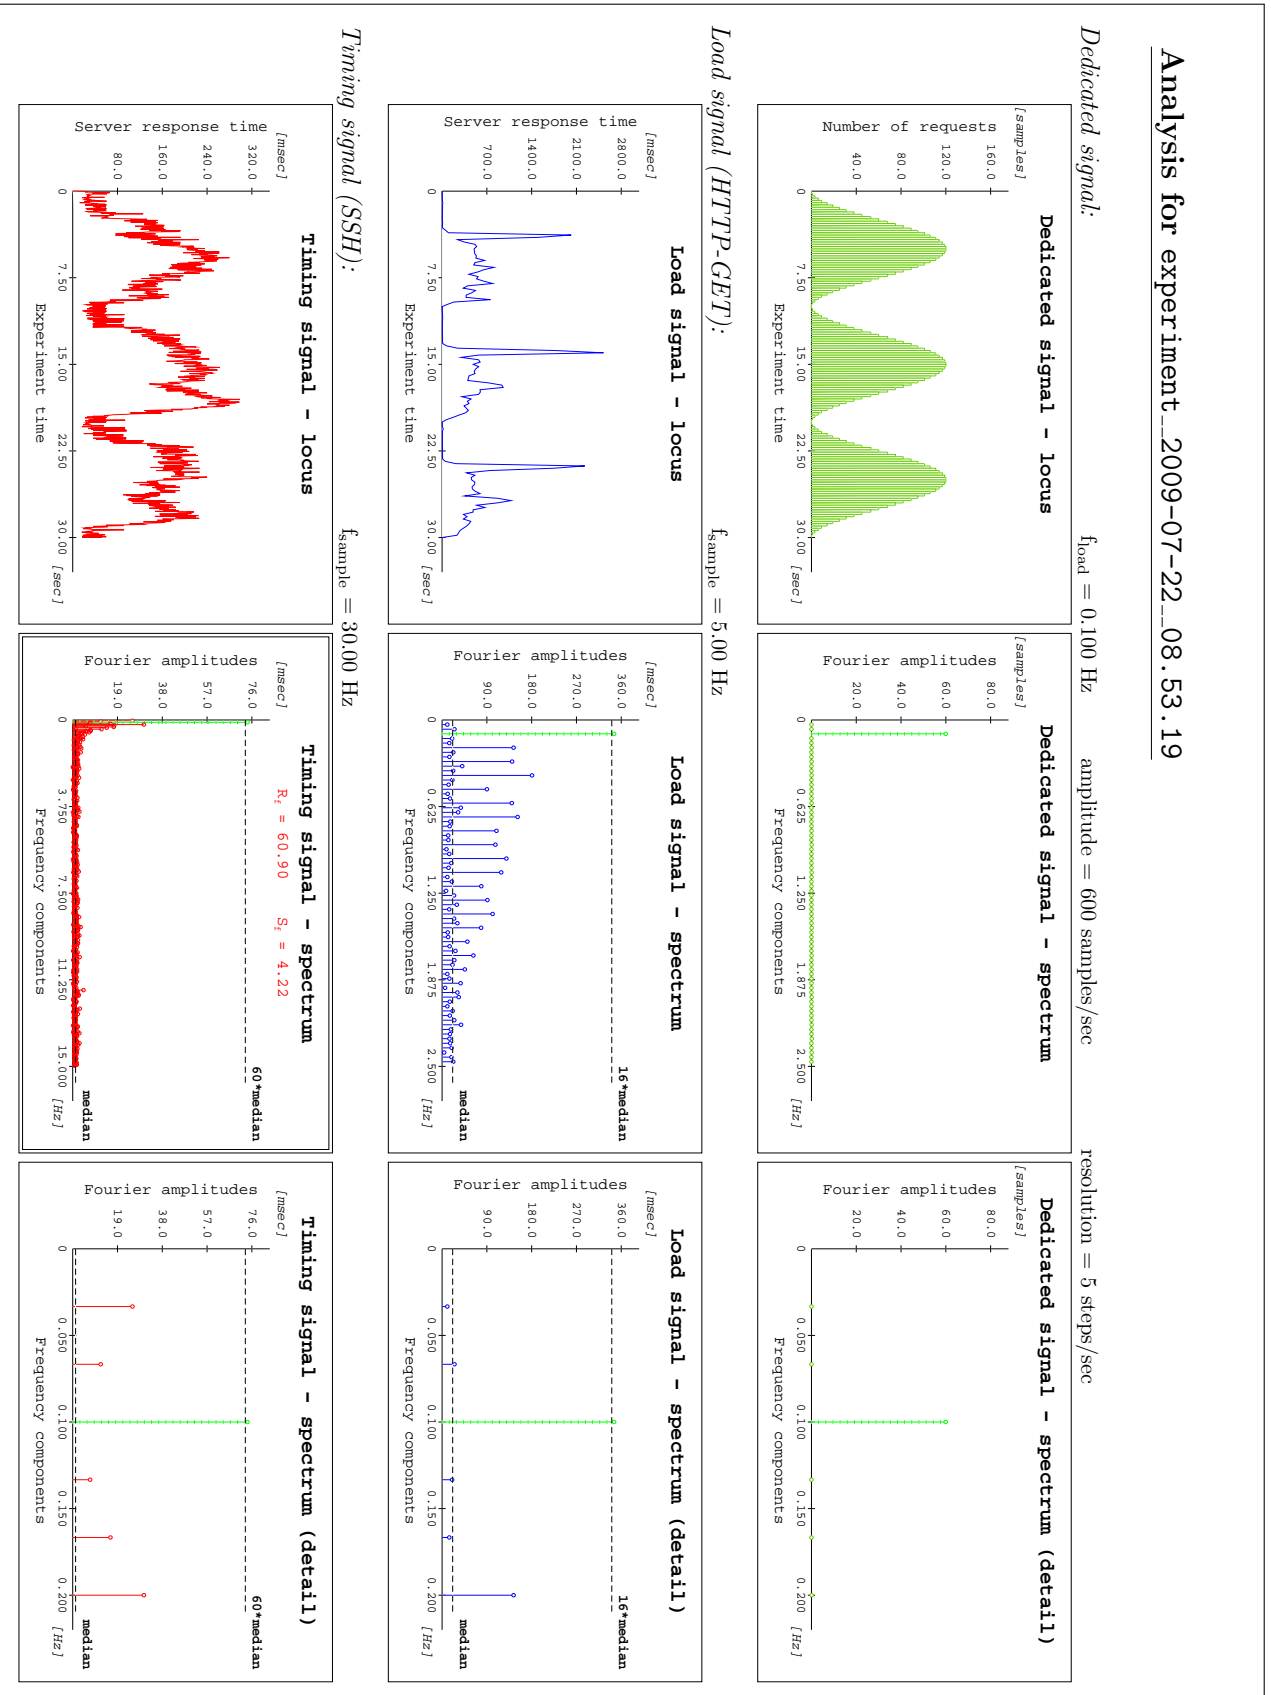 Analysis for experiment__2009-07-22__08.53.19
Dedicated signal: f_load = 0.100 Hz amplitude = 600 samples/sec resolution = 5 steps/sec
Dedicated signal - locus
[samples]
Number of requests
160.0
120.0
80.0
40.0
0 7.50 15.00 22.50 30.00 [sec]
Experiment time
Dedicated signal - spectrum
[samples]
Fourier amplitudes
80.0
60.0
40.0
20.0
0 0.625 1.250 1.875 2.500 [Hz]
Frequency components
Dedicated signal - spectrum (detail)
[samples]
Fourier amplitudes
80.0
60.0
40.0
20.0
0 0.050 0.100 0.150 0.200 [Hz]
Frequency components
Load signal (HTTP-GET): f_sample = 5.00 Hz
Load signal - locus
[msec]
Server response time
2800.0
2100.0
1400.0
700.0
0 7.50 15.00 22.50 30.00 [sec]
Experiment time
Load signal - spectrum
[msec]
Fourier amplitudes
360.0
270.0
180.0
90.0
16*median
median
0 0.625 1.250 1.875 2.500 [Hz]
Frequency components
Load signal - spectrum (detail)
[msec]
Fourier amplitudes
360.0
270.0
180.0
90.0
16*median
median
0 0.050 0.100 0.150 0.200 [Hz]
Frequency components
Timing signal (SSH): f_sample = 30.00 Hz
Timing signal - locus
[msec]
Server response time
320.0
240.0
160.0
80.0
0 7.50 15.00 22.50 30.00 [sec]
Experiment time
Timing signal - spectrum
R_f = 60.90 S_f = 4.22
[msec]
Fourier amplitudes
76.0
57.0
38.0
19.0
60*median
median
0 3.750 7.500 11.250 15.000 [Hz]
Frequency components
Timing signal - spectrum (detail)
[msec]
Fourier amplitudes
76.0
57.0
38.0
19.0
60*median
median
0 0.050 0.100 0.150 0.200 [Hz]
Frequency components